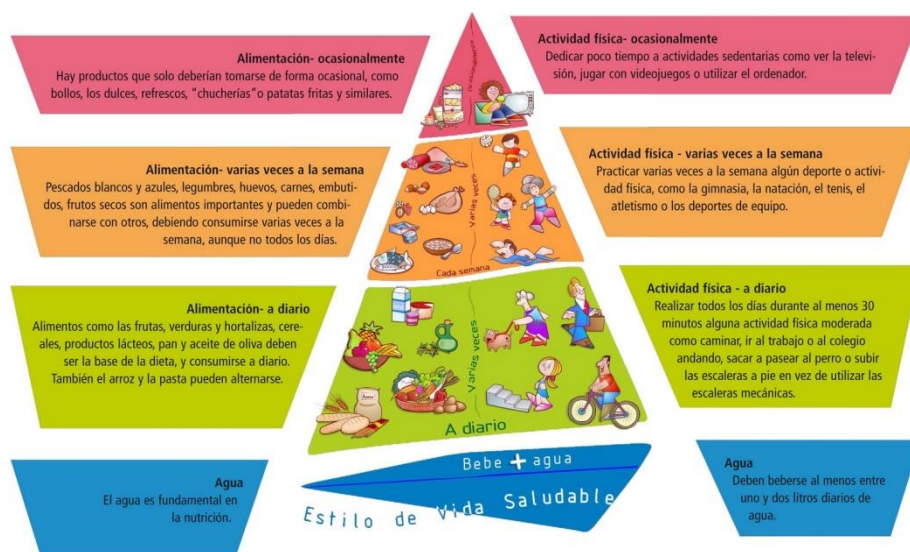 Alimentación- ocasionalmente
Hay productos que solo deberían tomarse de forma ocasional, como
bollos, los dulces, refrescos, "chucherías" o patatas fritas y similares.
Actividad física- ocasionalmente
Dedicar poco tiempo a actividades sedentarias como ver la televi-
sión, jugar con videojuegos o utilizar el ordenador.
Ocasionalmente
Alimentación- varias veces a la semana
Pescados blancos y azules, legumbres, huevos, carnes, embuti-
dos, frutos secos son alimentos importantes y pueden combi-
narse con otros, debiendo consumirse varias veces a la
semana, aunque no todos los días.
Actividad física - varias veces a la semana
Practicar varias veces a la semana algún deporte o activi-
dad física, como la gimnasia, la natación, el tenis, el
atletismo o los deportes de equipo.
Varias veces
Cada semana
Alimentación- a diario
Alimentos como las frutas, verduras y hortalizas, cere-
ales, productos lácteos, pan y aceite de oliva deben
ser la base de la dieta, y consumirse a diario.
También el arroz y la pasta pueden alternarse.
Actividad física - a diario
Realizar todos los días durante al menos 30
minutos alguna actividad física moderada
como caminar, ir al trabajo o al colegio
andando, sacar a pasear al perro o subir
las escaleras a pie en vez de utilizar las
escaleras mecánicas.
Varias veces
A diario
Agua
El agua es fundamental en
la nutrición.
Bebe + agua
Estilo de Vida Saludable
Agua
Deben beberse al menos entre
uno y dos litros diarios de
agua.